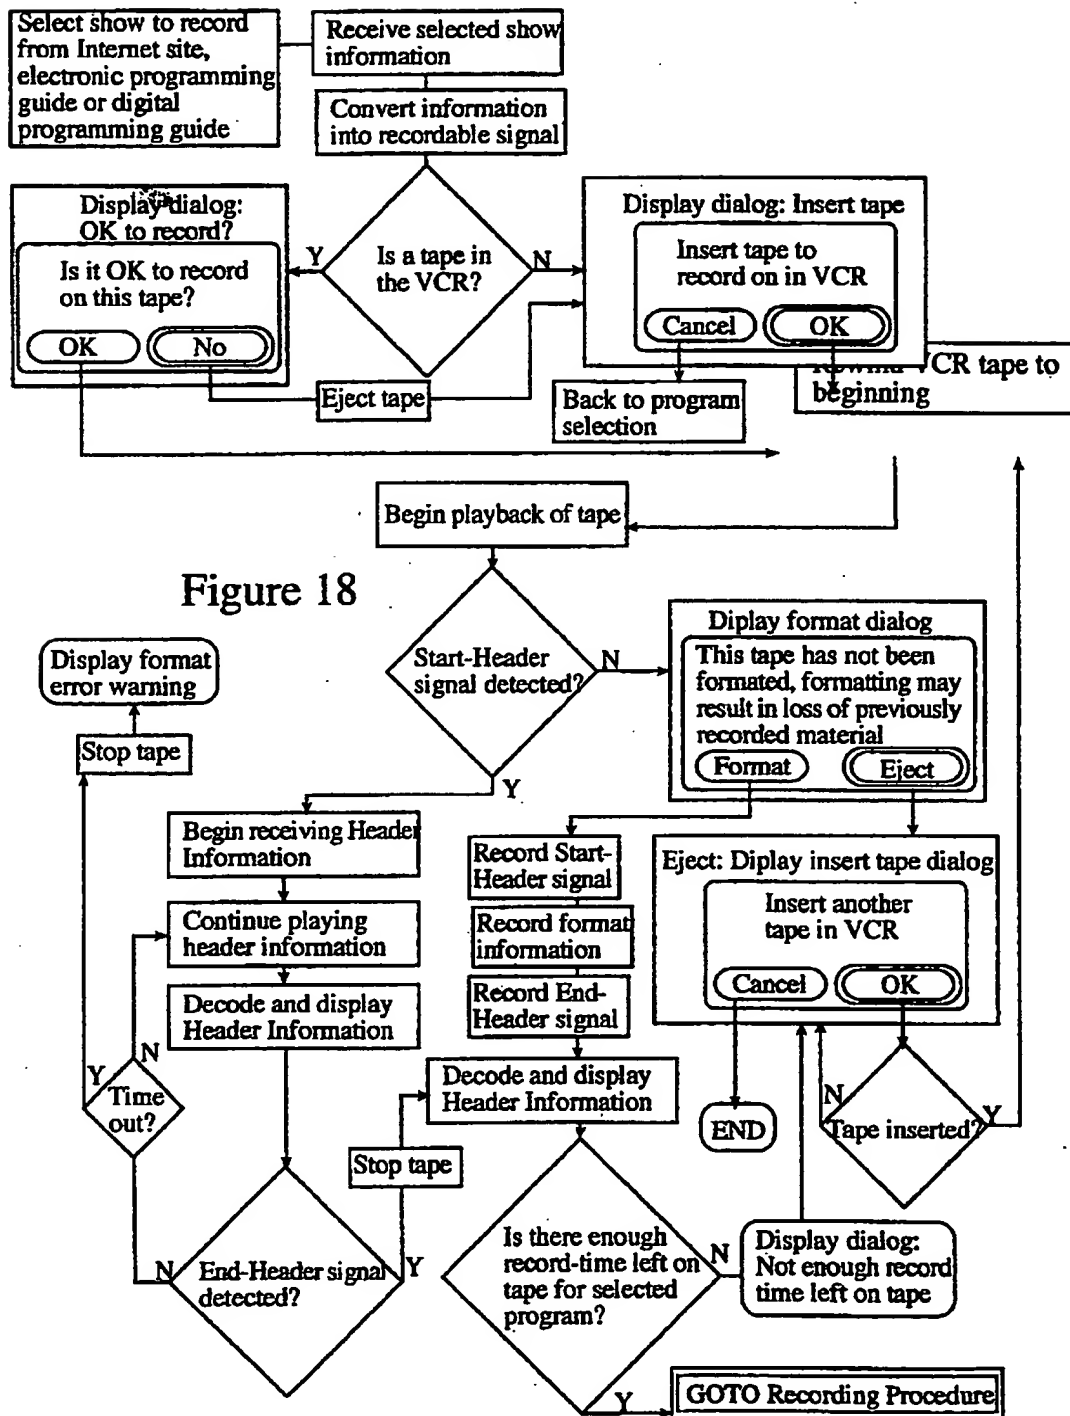 Select show to record
from Internet site,
electronic programming
guide or digital
programming guide
Receive selected show
information
Convert information
into recordable signal
Display dialog:
OK to record?
Is it OK to record
on this tape?
OK
No
Y
Is a tape in
the VCR?
N
Display dialog: Insert tape
Insert tape to
record on in VCR
Cancel
OK
Eject tape
Back to program
selection
VCR tape to
beginning
Begin playback of tape
Figure 18
Start-Header
signal detected?
N
Y
Diplay format dialog
This tape has not been
formated, formatting may
result in loss of previously
recorded material
Format
Eject
Display format
error warning
Stop tape
Begin receiving Header
Information
Continue playing
header information
Decode and display
Header Information
Record Start-
Header signal
Record format
information
Record End-
Header signal
Decode and display
Header Information
Eject: Diplay insert tape dialog
Insert another
tape in VCR
Cancel
OK
END
N
Tape inserted?
Y
Y
N
Time
out?
Stop tape
N
End-Header signal
detected?
Y
Is there enough
record-time left on
tape for selected
program?
N
Display dialog:
Not enough record
time left on tape
Y
GOTO Recording Procedure